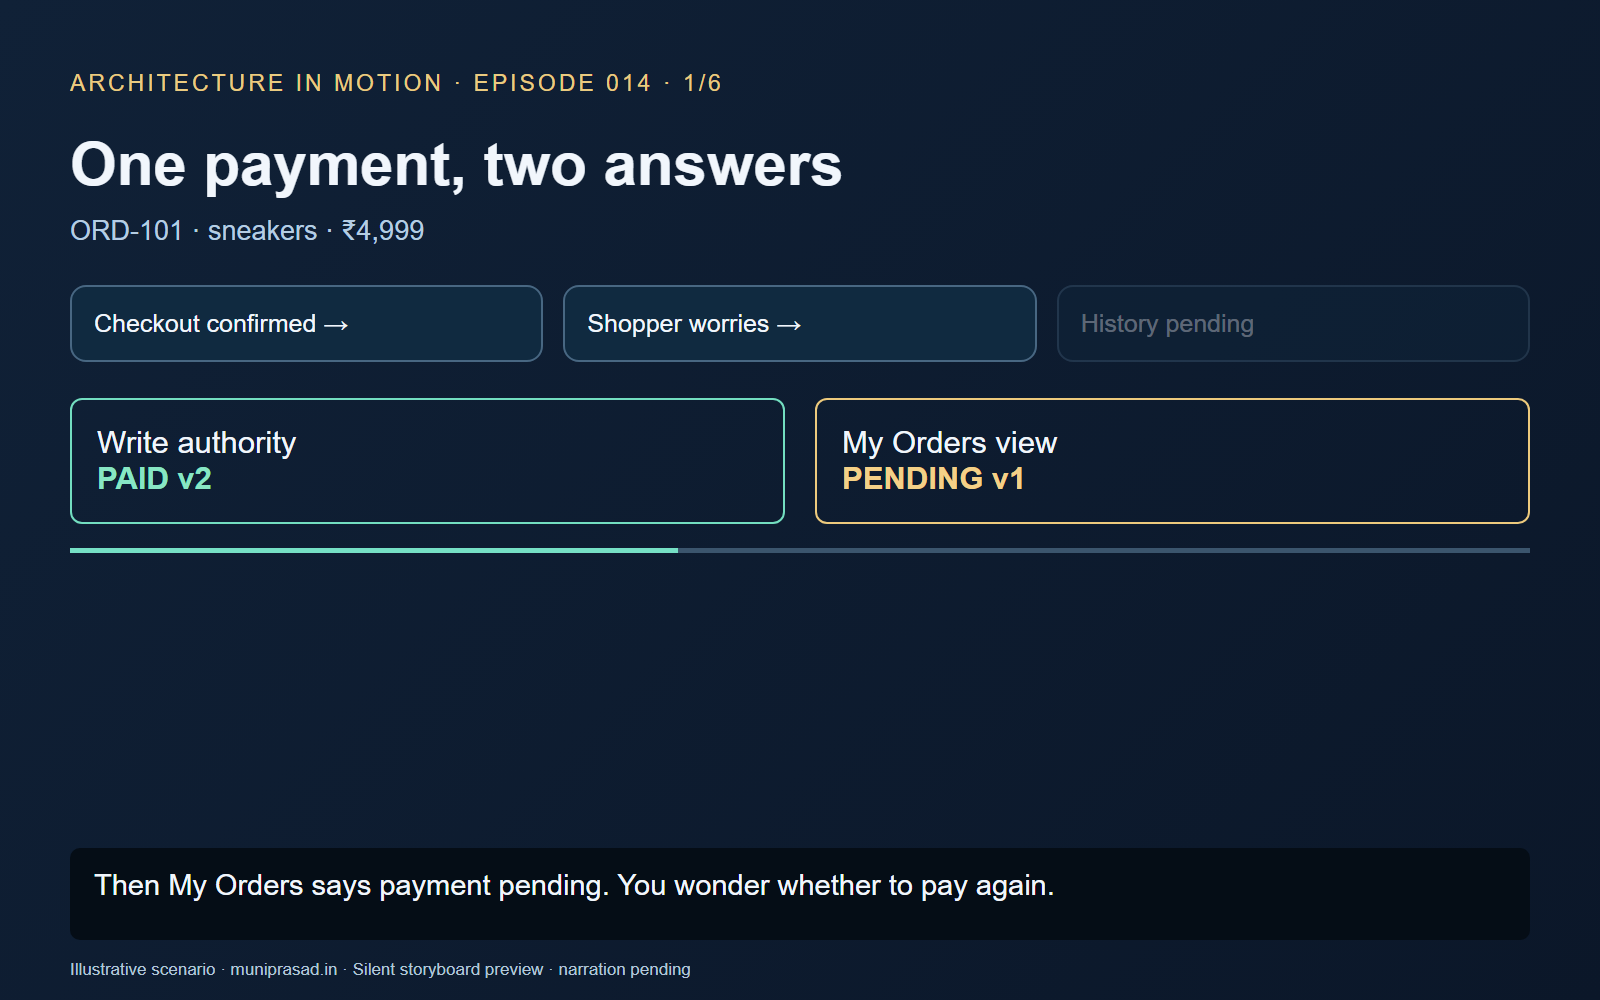 ARCHITECTURE IN MOTION · EPISODE 014 · 1/6
One payment, two answers
ORD-101 · sneakers · ₹4,999
Checkout confirmed →
Shopper worries →
History pending
Write authority
PAID v2
My Orders view
PENDING v1
Then My Orders says payment pending. You wonder whether to pay again.
Illustrative scenario · muniprasad.in · Silent storyboard preview · narration pending